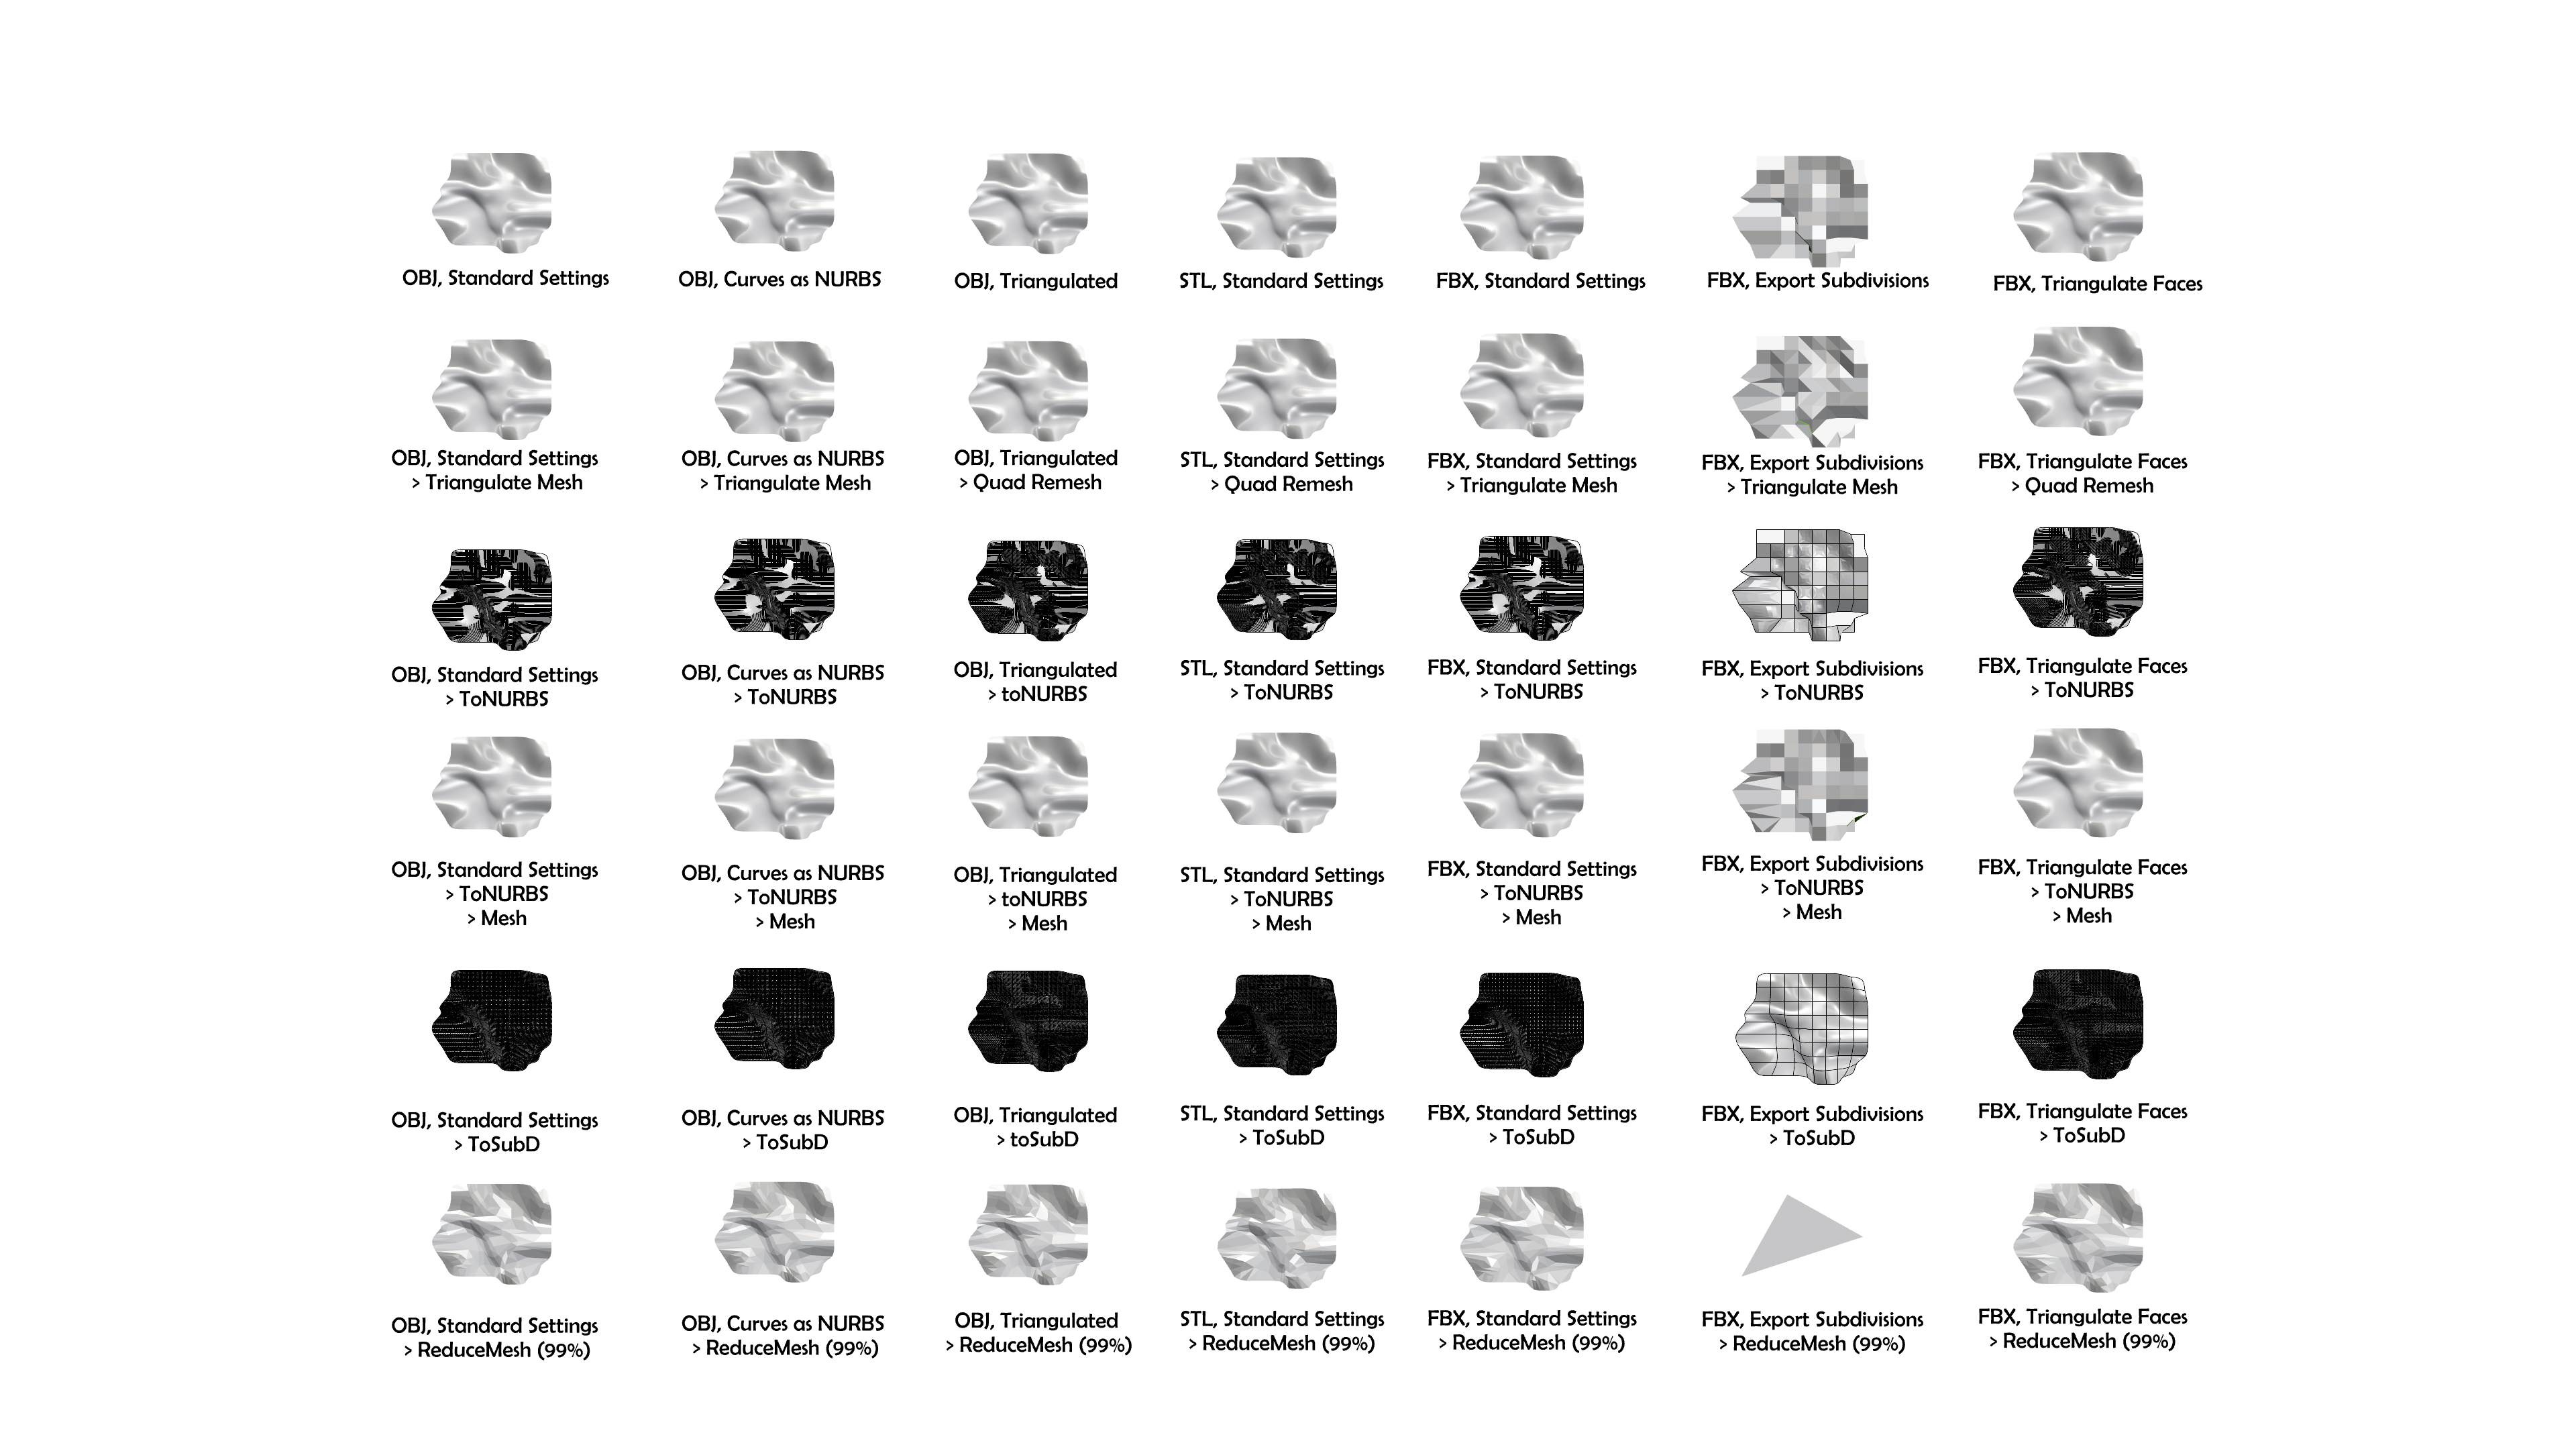 OBJ, Standard Settings
OBJ, Curves as NURBS
OBJ, Triangulated
STL, Standard Settings
FBX, Standard Settings
FBX, Export Subdivisions
FBX, Triangulate Faces
OBJ, Standard Settings
> Triangulate Mesh
OBJ, Curves as NURBS
> Triangulate Mesh
OBJ, Triangulated
> Quad Remesh
STL, Standard Settings
> Quad Remesh
FBX, Standard Settings
> Triangulate Mesh
FBX, Export Subdivisions
> Triangulate Mesh
FBX, Triangulate Faces
> Quad Remesh
OBJ, Standard Settings
> ToNURBS
OBJ, Curves as NURBS
> ToNURBS
OBJ, Triangulated
> toNURBS
STL, Standard Settings
> ToNURBS
FBX, Standard Settings
> ToNURBS
FBX, Export Subdivisions
> ToNURBS
FBX, Triangulate Faces
> ToNURBS
OBJ, Standard Settings
> ToNURBS
> Mesh
OBJ, Curves as NURBS
> ToNURBS
> Mesh
OBJ, Triangulated
> toNURBS
> Mesh
STL, Standard Settings
> ToNURBS
> Mesh
FBX, Standard Settings
> ToNURBS
> Mesh
FBX, Export Subdivisions
> ToNURBS
> Mesh
FBX, Triangulate Faces
> ToNURBS
> Mesh
OBJ, Standard Settings
> ToSubD
OBJ, Curves as NURBS
> ToSubD
OBJ, Triangulated
> toSubD
STL, Standard Settings
> ToSubD
FBX, Standard Settings
> ToSubD
FBX, Export Subdivisions
> ToSubD
FBX, Triangulate Faces
> ToSubD
OBJ, Standard Settings
> ReduceMesh (99%)
OBJ, Curves as NURBS
> ReduceMesh (99%)
OBJ, Triangulated
> ReduceMesh (99%)
STL, Standard Settings
> ReduceMesh (99%)
FBX, Standard Settings
> ReduceMesh (99%)
FBX, Export Subdivisions
> ReduceMesh (99%)
FBX, Triangulate Faces
> ReduceMesh (99%)